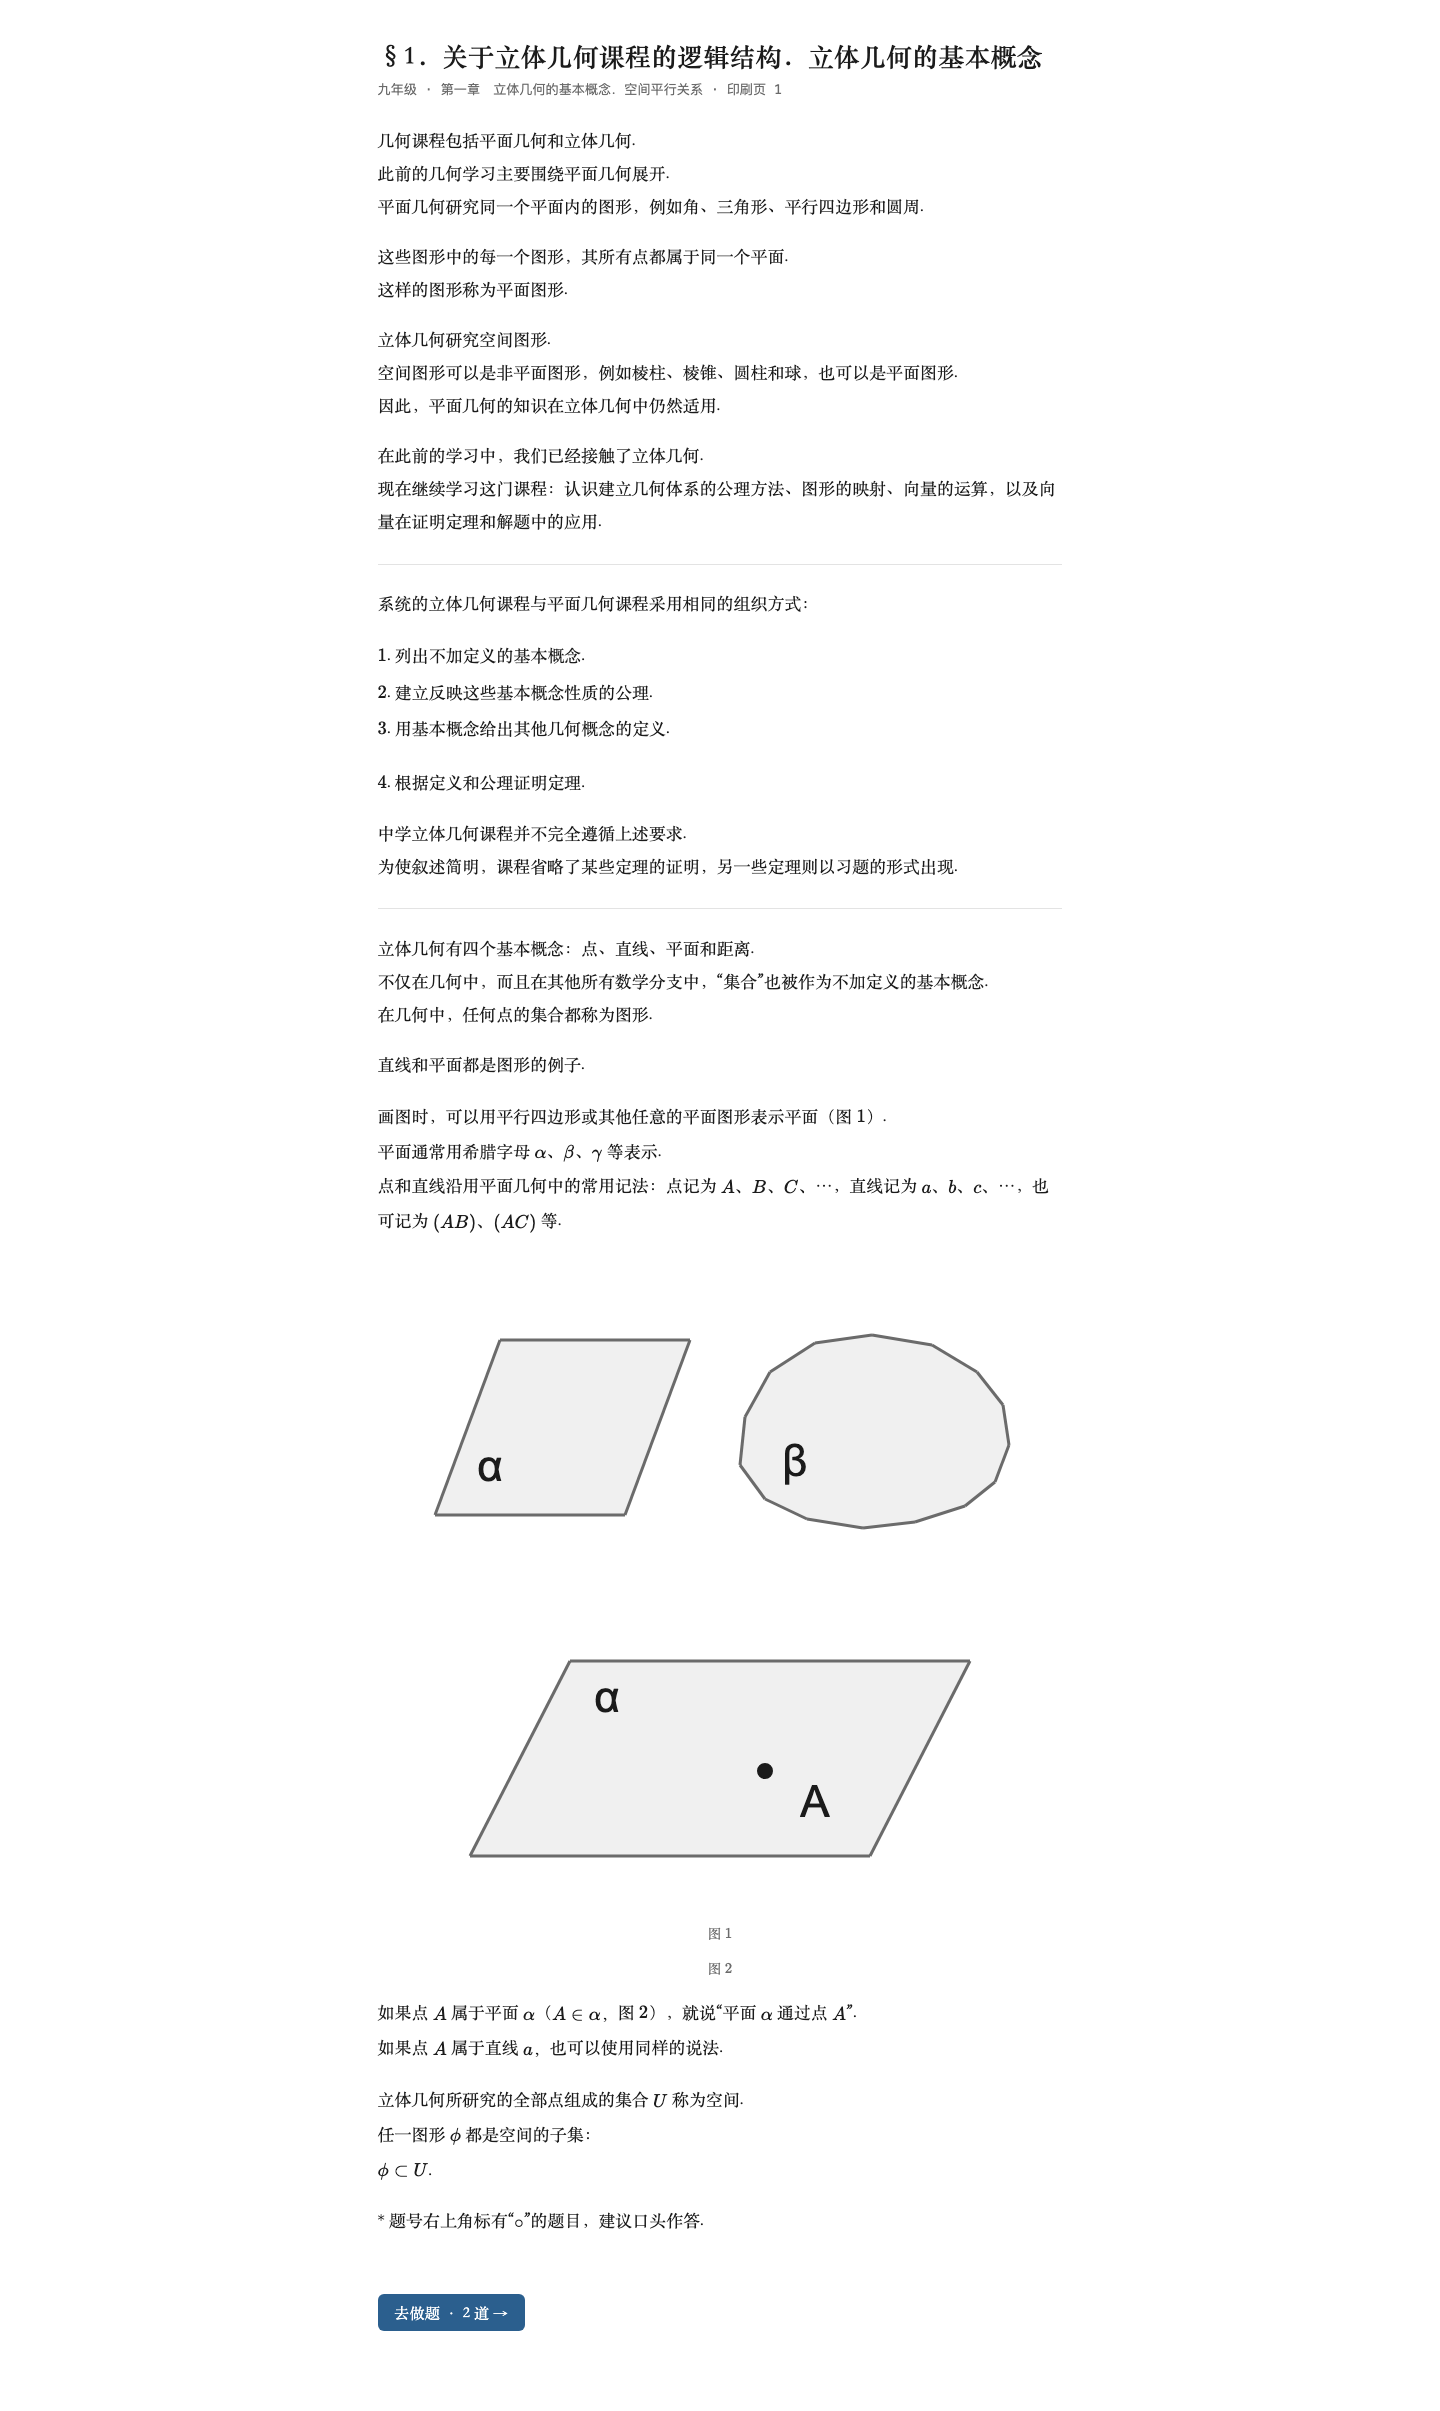 §1．关于立体几何课程的逻辑结构．立体几何的基本概念
九年级 · 第一章　立体几何的基本概念．空间平行关系 · 印刷页 1
几何课程包括平面几何和立体几何.
此前的几何学习主要围绕平面几何展开.
平面几何研究同一个平面内的图形，例如角、三角形、平行四边形和圆周.
这些图形中的每一个图形，其所有点都属于同一个平面.
这样的图形称为平面图形.
立体几何研究空间图形.
空间图形可以是非平面图形，例如棱柱、棱锥、圆柱和球，也可以是平面图形.
因此，平面几何的知识在立体几何中仍然适用.
在此前的学习中，我们已经接触了立体几何.
现在继续学习这门课程：认识建立几何体系的公理方法、图形的映射、向量的运算，以及向
量在证明定理和解题中的应用.
系统的立体几何课程与平面几何课程采用相同的组织方式：
1. 列出不加定义的基本概念.
2. 建立反映这些基本概念性质的公理.
3. 用基本概念给出其他几何概念的定义.
4. 根据定义和公理证明定理.
中学立体几何课程并不完全遵循上述要求.
为使叙述简明，课程省略了某些定理的证明，另一些定理则以习题的形式出现.
立体几何有四个基本概念：点、直线、平面和距离.
不仅在几何中，而且在其他所有数学分支中，“集合”也被作为不加定义的基本概念.
在几何中，任何点的集合都称为图形.
直线和平面都是图形的例子.
画图时，可以用平行四边形或其他任意的平面图形表示平面（图 1）.
平面通常用希腊字母 α、β、γ 等表示.
点和直线沿用平面几何中的常用记法：点记为 A、B、C、⋯，直线记为 a、b、c、⋯，也
可记为 (AB)、(AC) 等.
α
β
α
A
图 1
图 2
如果点 A 属于平面 α（A ∈ α，图 2），就说“平面 α 通过点 A”.
如果点 A 属于直线 a，也可以使用同样的说法.
立体几何所研究的全部点组成的集合 U 称为空间.
任一图形 ϕ 都是空间的子集：
ϕ ⊂ U.
* 题号右上角标有“○”的题目，建议口头作答.
去做题 · 2 道 →